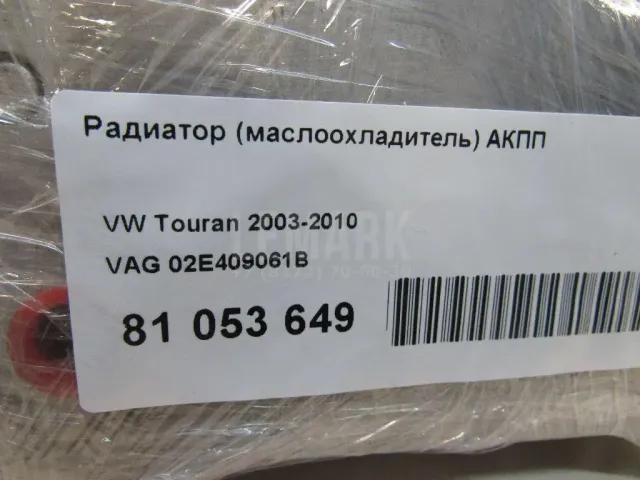 Радиатор (маслоохладитель) АКПП
VW Touran 2003-2010
VAG 02E409061B
81 053 649